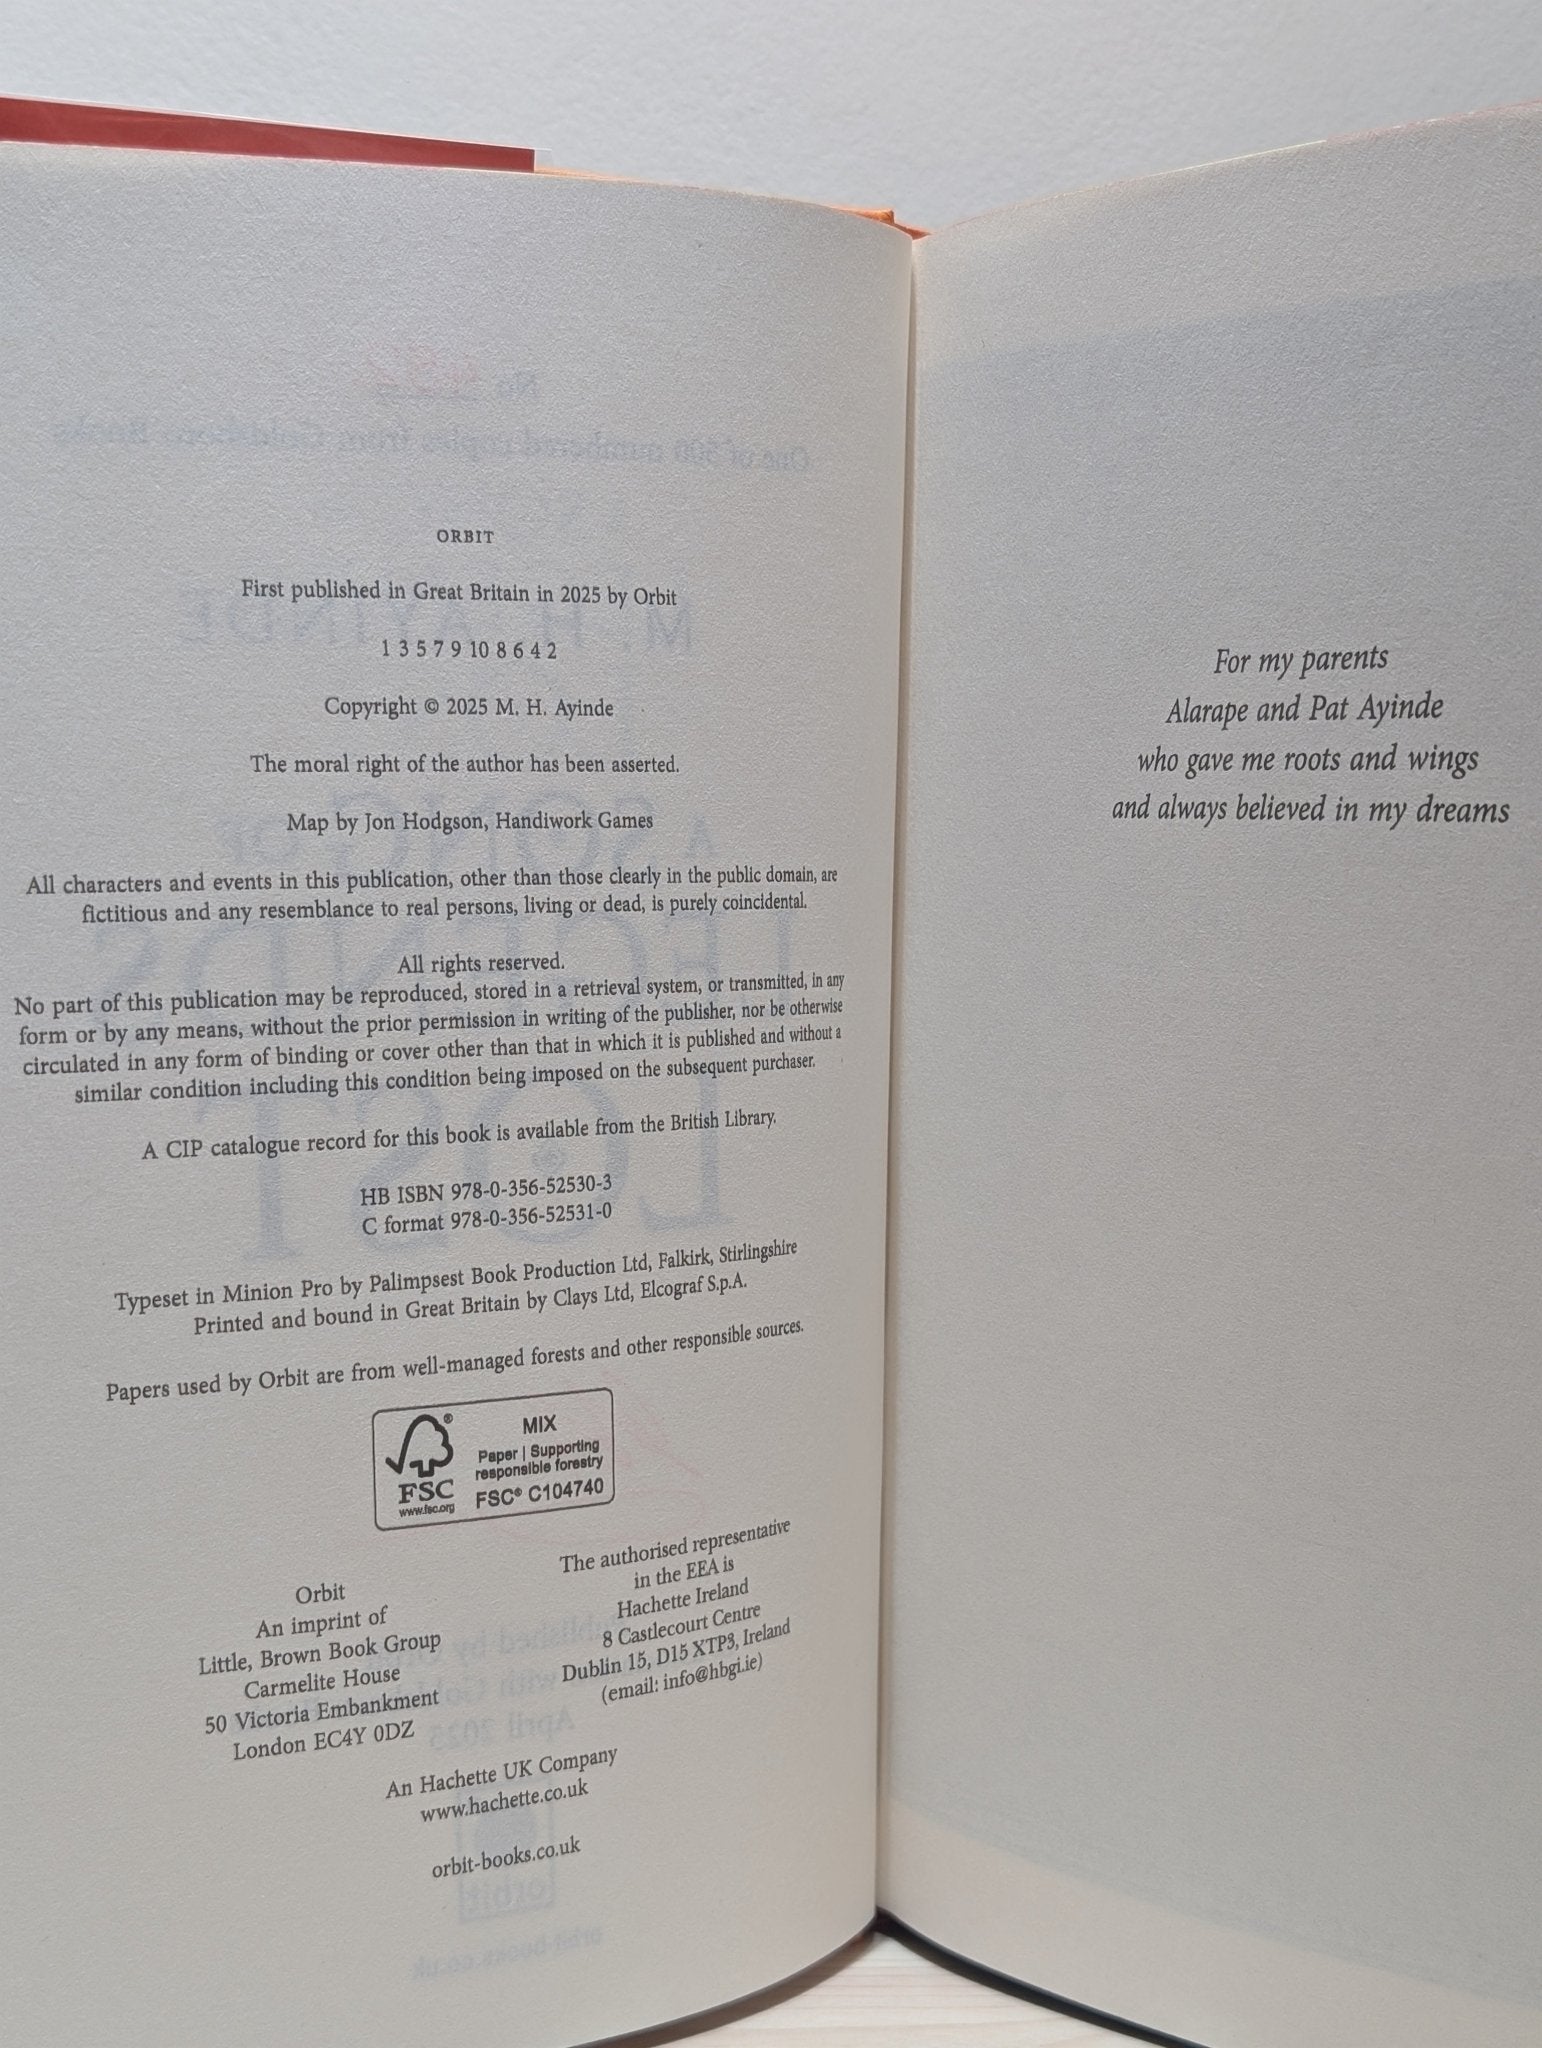 ORBIT
First published in Great Britain in 2025 by Orbit
1 3 5 7 9 10 8 6 4 2
Copyright © 2025 M. H. Ayinde
The moral right of the author has been asserted.
Map by Jon Hodgson, Handiwork Games
All characters and events in this publication, other than those clearly in the public domain, are
fictitious and any resemblance to real persons, living or dead, is purely coincidental.
All rights reserved.
No part of this publication may be reproduced, stored in a retrieval system, or transmitted, in any
form or by any means, without the prior permission in writing of the publisher, nor be otherwise
circulated in any form of binding or cover other than that in which it is published and without a
similar condition including this condition being imposed on the subsequent purchaser.
A CIP catalogue record for this book is available from the British Library.
HB ISBN 978-0-356-52530-3
C format 978-0-356-52531-0
Typeset in Minion Pro by Palimpsest Book Production Ltd, Falkirk, Stirlingshire
Printed and bound in Great Britain by Clays Ltd, Elcograf S.p.A.
Papers used by Orbit are from well-managed forests and other responsible sources.
FSC
www.fsc.org
MIX
Paper | Supporting
responsible forestry
FSC® C104740
Orbit
An imprint of
Little, Brown Book Group
Carmelite House
50 Victoria Embankment
London EC4Y 0DZ
The authorised representative
in the EEA is
Hachette Ireland
8 Castlecourt Centre
Dublin 15, D15 XTP3, Ireland
(email: info@hbgi.ie)
An Hachette UK Company
www.hachette.co.uk
orbit-books.co.uk
For my parents
Alarape and Pat Ayinde
who gave me roots and wings
and always believed in my dreams